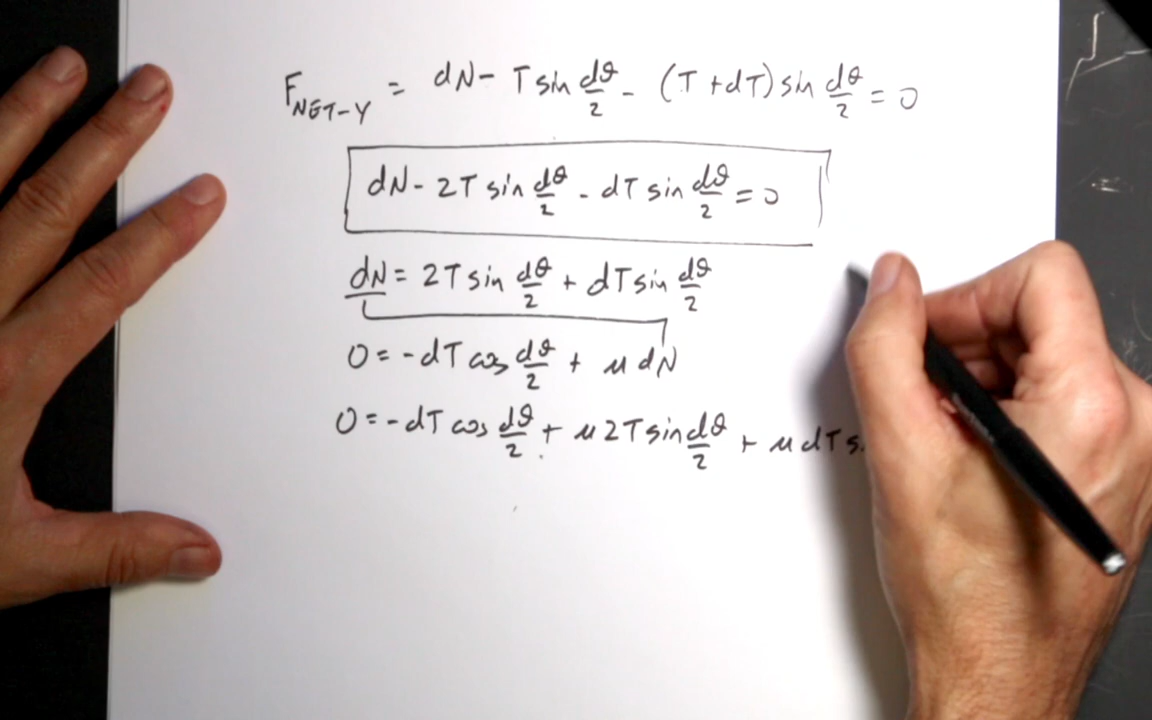 F_NET-Y = dN - T sin dθ/2 - (T + dT) sin dθ/2 = 0
dN - 2T sin dθ/2 - dT sin dθ/2 = 0
dN = 2T sin dθ/2 + dT sin dθ/2
0 = -dT cos dθ/2 + μ dN
0 = -dT cos dθ/2 + μ 2T sin dθ/2 + μ dT s